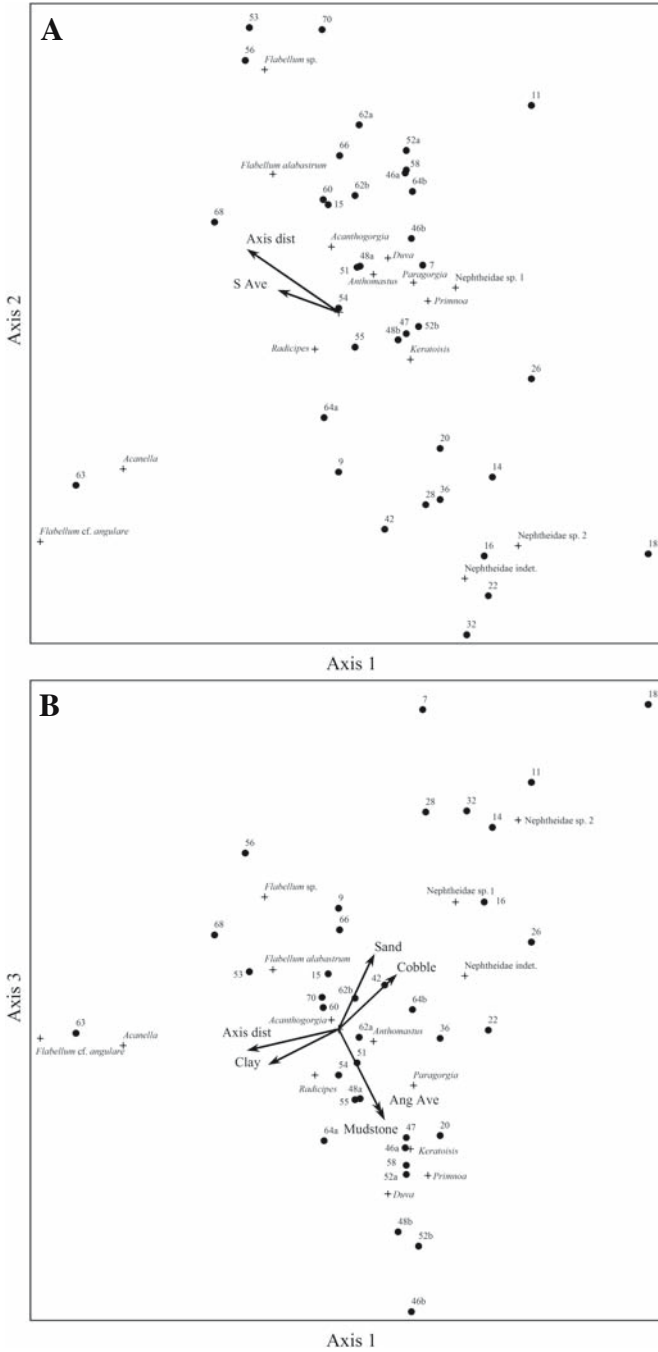 A
53
70
56
Flabellum sp.
11
62a
66
52a
58
46a
Flabellum alabastrum
62b
64b
60
15
68
46b
Acanthogorgia
Axis dist
Duva
48a
51
7
Anthomastus
Paragorgia
Nephtheidae sp. 1
S Ave
Primnoa
54
47
52b
48b
55
Radicipes
Keratoisis
26
64a
20
Acanella
9
14
63
36
28
42
Flabellum cf. angulare
16
Nephtheidae sp. 2
18
Nephtheidae indet.
22
32
Axis 2
Axis 1
B
7
18
11
28
32
14
Nephtheidae sp. 2
56
Flabellum sp.
Nephtheidae sp. 1
9
16
66
68
Sand
26
Flabellum alabastrum
Cobble
53
15
42
Nephtheidae indet.
70
62b
60
64b
Acanthogorgia
63
Axis dist
62a
Anthomastus
36
22
Acanella
Flabellum cf. angulare
Clay
51
54
Radicipes
Paragorgia
48a
55
Ang Ave
Mudstone
64a
47
20
46a
Keratoisis
58
52a
Primnoa
Duva
48b
52b
46b
Axis 3
Axis 1